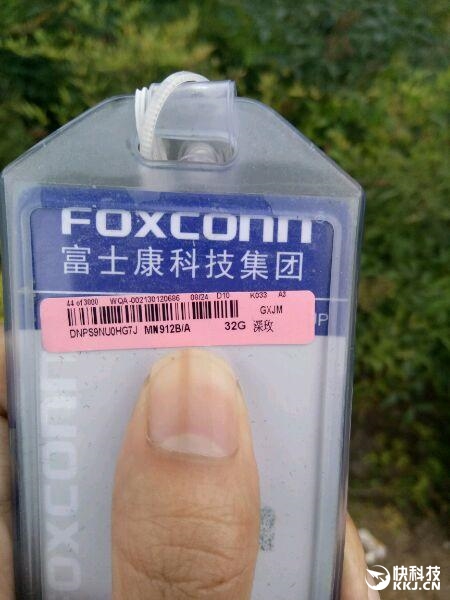 FOXCONN
富士康科技集团
44 of 3000 WQA-002130120686 08/24 D10 K033 A3
GXJM
DNPS9NU0HG7J MN912B/A 32G 深玫
FOXCONN
快科技
KKJ.CN